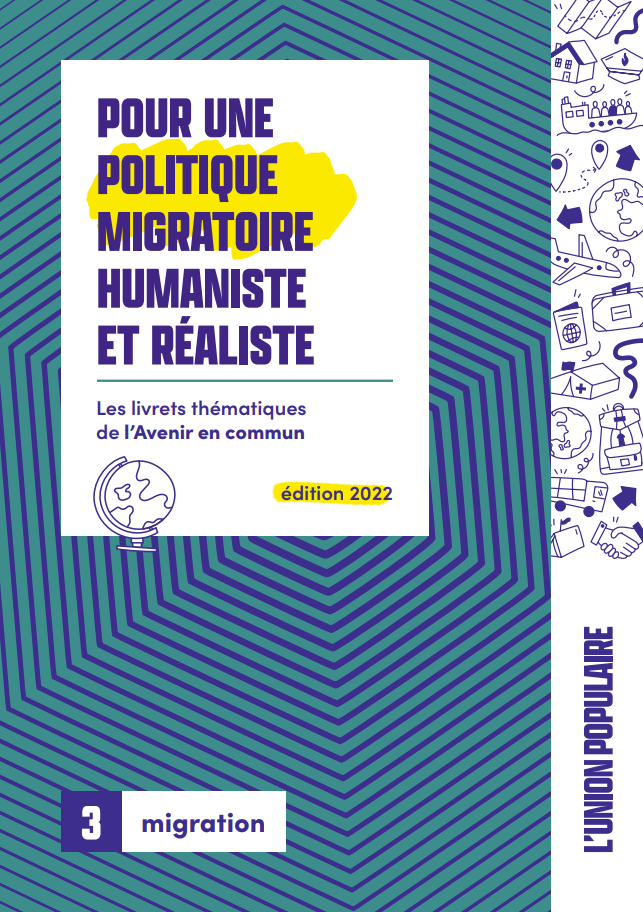 POUR UNE
POLITIQUE
MIGRATOIRE
HUMANISTE
ET RÉALISTE
Les livrets thématiques
de l'Avenir en commun
édition 2022
3
migration
L'UNION POPULAIRE